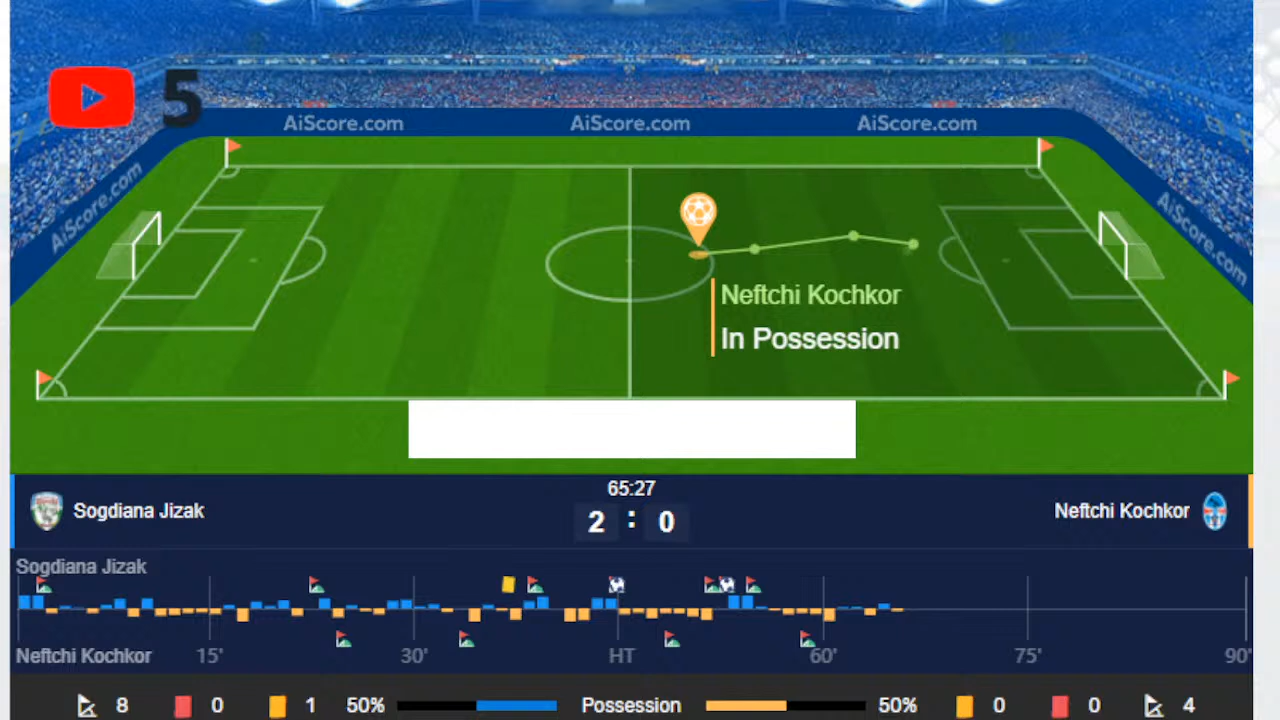 5
AiScore.com AiScore.com AiScore.com
AiScore.com AiScore.com
Neftchi Kochkor
In Possession
65:27
Sogdiana Jizak 2 : 0 Neftchi Kochkor
Sogdiana Jizak
Neftchi Kochkor 15' 30' HT 60' 75' 90'
8 0 1 50% Possession 50% 0 0 4